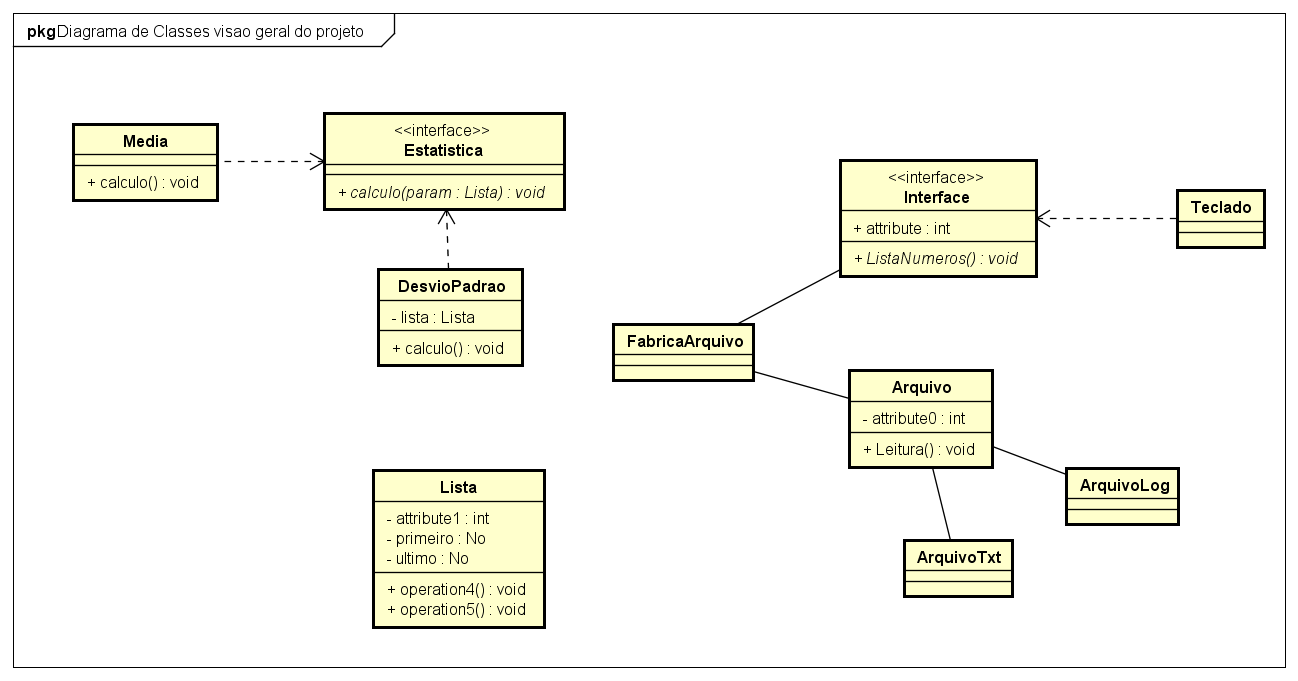 pkg Diagrama de Classes visao geral do projeto
Media
+ calculo() : void
<<interface>>
Estatistica
+ calculo(param : Lista) : void
DesvioPadrao
- lista : Lista
+ calculo() : void
<<interface>>
Interface
+ attribute : int
+ ListaNumeros() : void
Teclado
FabricaArquivo
Arquivo
- attribute0 : int
+ Leitura() : void
ArquivoLog
ArquivoTxt
Lista
- attribute1 : int
- primeiro : No
- ultimo : No
+ operation4() : void
+ operation5() : void